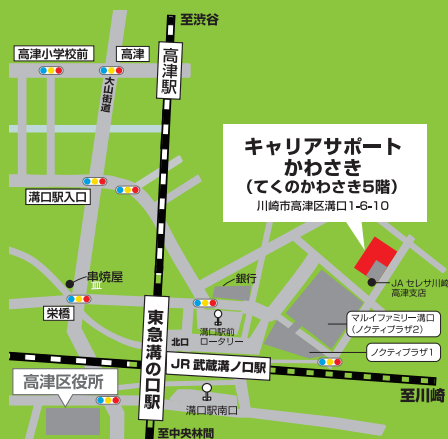 至渋谷
高津小学校前
高津
高津駅
大山街道
キャリアサポート
かわさき
(てくのかわさき5階)
川崎市高津区溝口1-6-10
溝口駅入口
串焼屋
銀行
JA セレサ川崎
高津支店
栄橋
溝口駅前
ロータリー
マルイファミリー溝口
(ノクティプラザ2)
北口
東急溝の口駅
JR 武蔵溝ノ口駅
ノクティプラザ1
高津区役所
溝口駅南口
至川崎
至中央林間